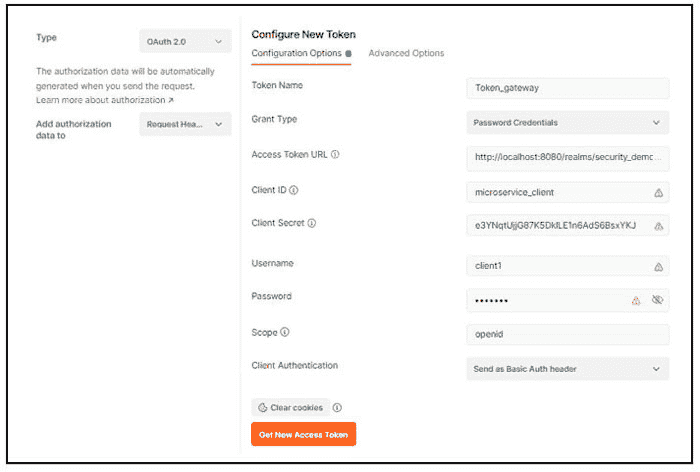 Type
OAuth 2.0
The authorization data will be automatically
generated when you send the request.
Learn more about authorization ↗
Add authorization
data to
Request Hea...
Configure New Token
Configuration Options
Advanced Options
Token Name
Token_gateway
Grant Type
Password Credentials
Access Token URL
http://localhost:8080/realms/security_demo...
Client ID
microservice_client
Client Secret
Username
client1
Password
•••••••
Scope
openid
Client Authentication
Send as Basic Auth header
Clear cookies
Get New Access Token